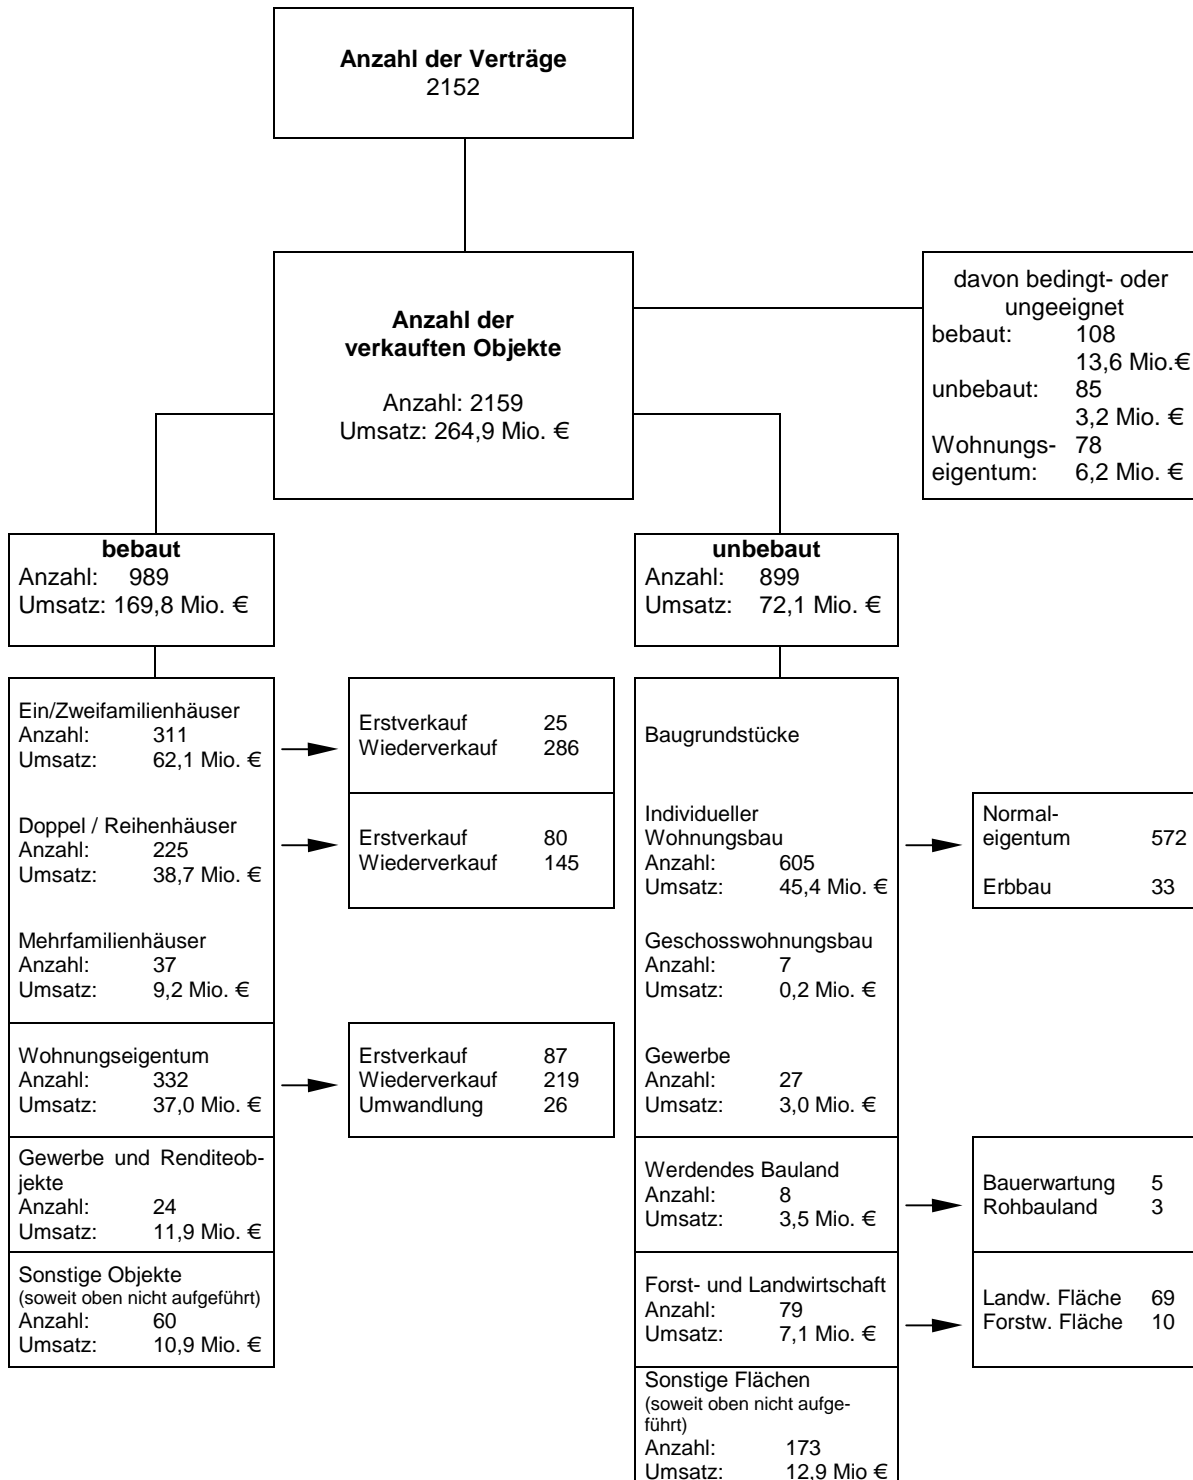 Anzahl der Verträge
2152
Anzahl der
verkauften Objekte
Anzahl: 2159
Umsatz: 264,9 Mio. €
davon bedingt- oder
ungeeignet
bebaut: 108
13,6 Mio.€
unbebaut: 85
3,2 Mio. €
Wohnungs- 78
eigentum: 6,2 Mio. €
bebaut
Anzahl: 989
Umsatz: 169,8 Mio. €
unbebaut
Anzahl: 899
Umsatz: 72,1 Mio. €
Ein/Zweifamilienhäuser
Anzahl: 311
Umsatz: 62,1 Mio. €
Erstverkauf 25
Wiederverkauf 286
Doppel / Reihenhäuser
Anzahl: 225
Umsatz: 38,7 Mio. €
Erstverkauf 80
Wiederverkauf 145
Mehrfamilienhäuser
Anzahl: 37
Umsatz: 9,2 Mio. €
Wohnungseigentum
Anzahl: 332
Umsatz: 37,0 Mio. €
Erstverkauf 87
Wiederverkauf 219
Umwandlung 26
Gewerbe und Renditeob-
jekte
Anzahl: 24
Umsatz: 11,9 Mio. €
Sonstige Objekte
(soweit oben nicht aufgeführt)
Anzahl: 60
Umsatz: 10,9 Mio. €
Baugrundstücke
Individueller
Wohnungsbau
Anzahl: 605
Umsatz: 45,4 Mio. €
Normal-
eigentum 572
Erbbau 33
Geschosswohnungsbau
Anzahl: 7
Umsatz: 0,2 Mio. €
Gewerbe
Anzahl: 27
Umsatz: 3,0 Mio. €
Werdendes Bauland
Anzahl: 8
Umsatz: 3,5 Mio. €
Bauerwartung 5
Rohbauland 3
Forst- und Landwirtschaft
Anzahl: 79
Umsatz: 7,1 Mio. €
Landw. Fläche 69
Forstw. Fläche 10
Sonstige Flächen
(soweit oben nicht aufge-
führt)
Anzahl: 173
Umsatz: 12,9 Mio €